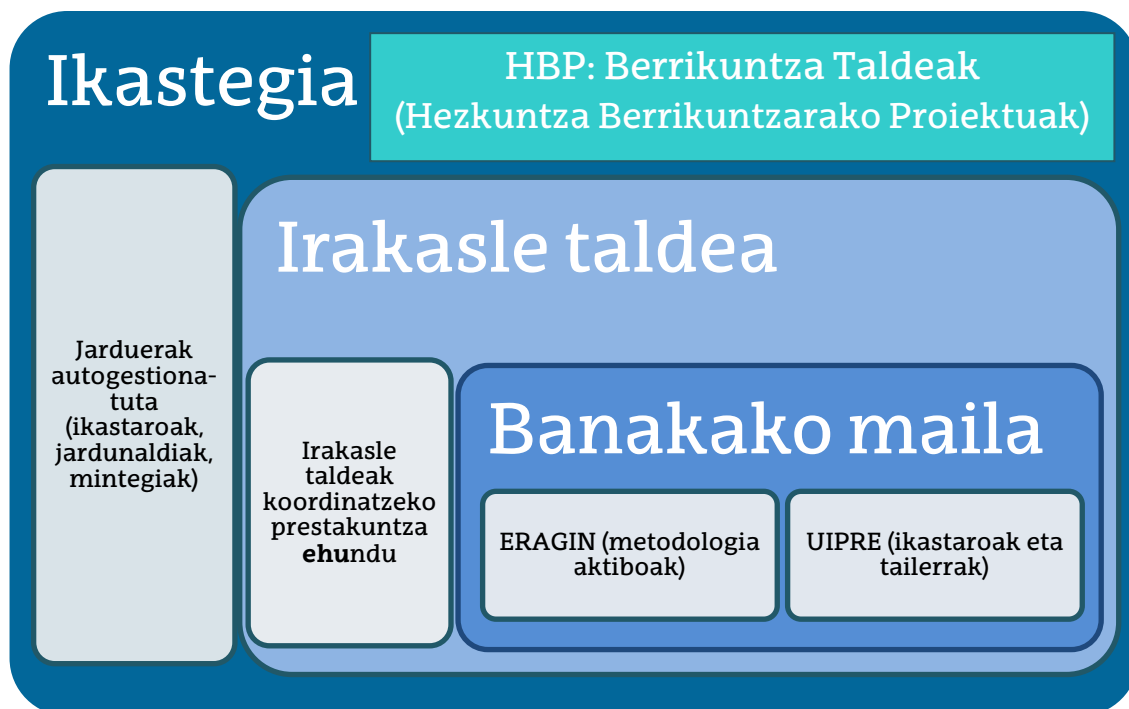 Ikastegia
HBP: Berrikuntza Taldeak
(Hezkuntza Berrikuntzarako Proiektuak)
Irakasle taldea
Jarduerak
autogestiona-
tuta
(ikastaroak,
jardunaldiak,
mintegiak)
Irakasle
taldeak
koordinatzeko
prestakuntza
ehundu
Banakako maila
ERAGIN (metodologia
aktiboak)
UIPRE (ikastaroak eta
tailerrak)